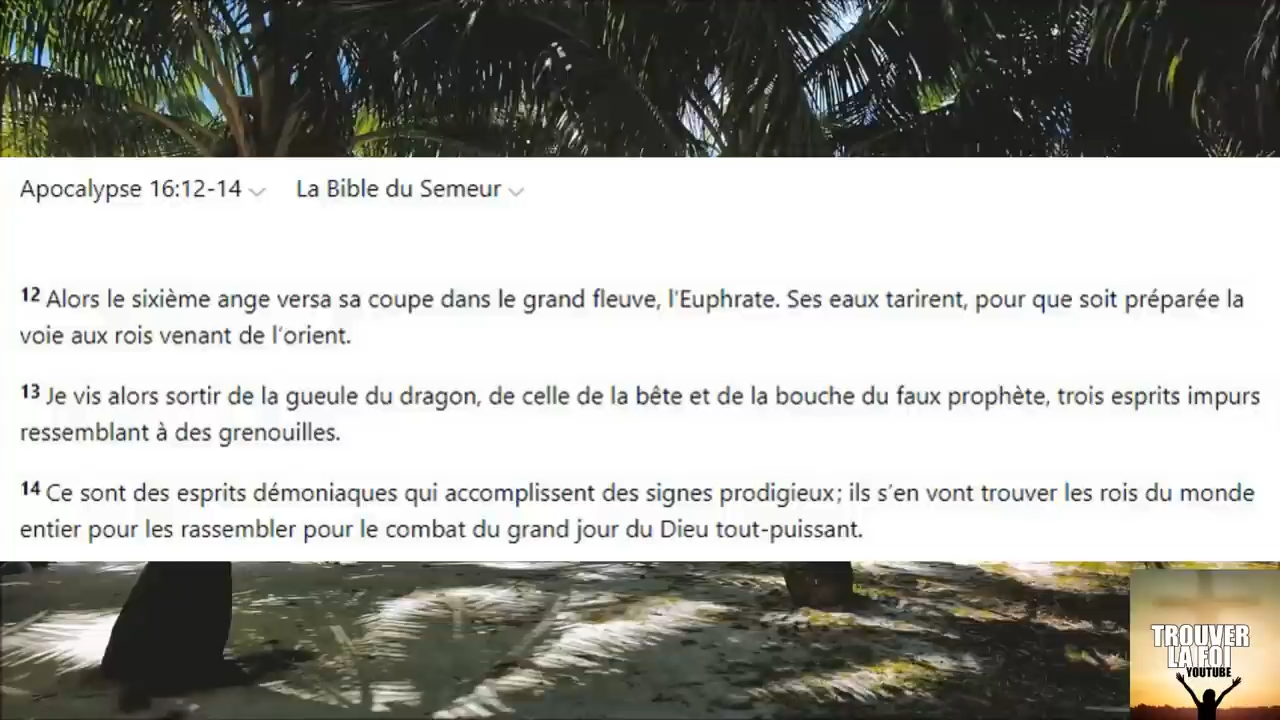 Apocalypse 16:12-14 La Bible du Semeur
12 Alors le sixième ange versa sa coupe dans le grand fleuve, l'Euphrate. Ses eaux tarirent, pour que soit préparée la
voie aux rois venant de l'orient.
13 Je vis alors sortir de la gueule du dragon, de celle de la bête et de la bouche du faux prophète, trois esprits impurs
ressemblant à des grenouilles.
14 Ce sont des esprits démoniaques qui accomplissent des signes prodigieux; ils s'en vont trouver les rois du monde
entier pour les rassembler pour le combat du grand jour du Dieu tout-puissant.
TROUVER
LA FOI
YOUTUBE